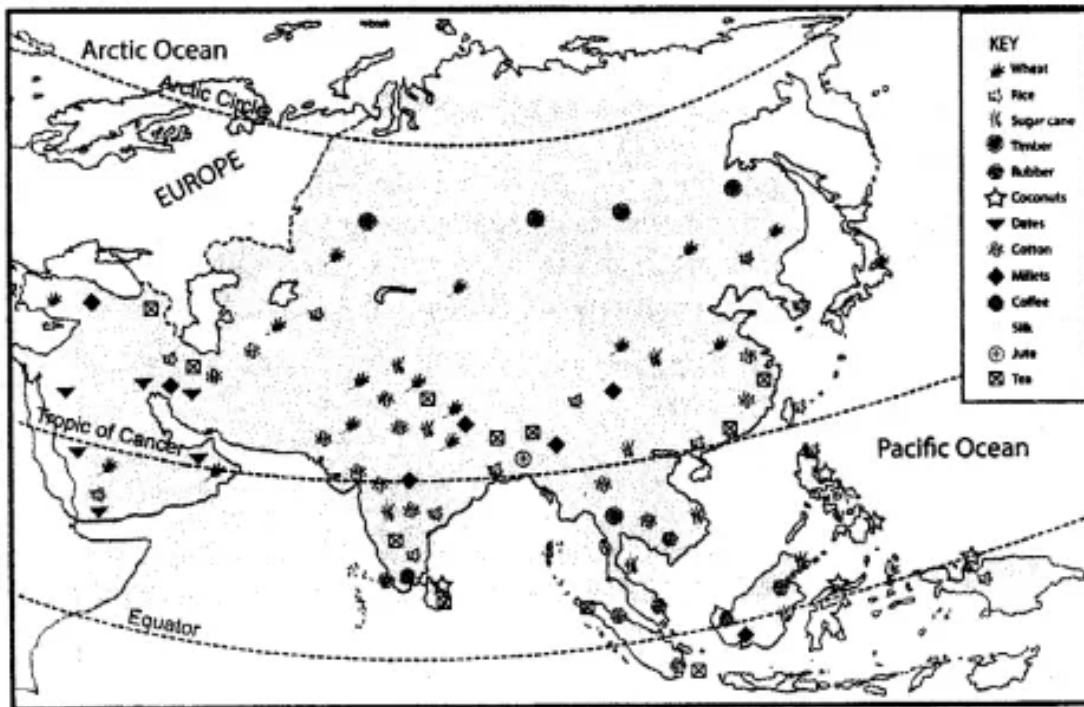 Arctic Ocean
Arctic Circle
EUROPE
Tropic of Cancer
Pacific Ocean
Equator
KEY
Wheat
Rice
Sugar cane
Timber
Rubber
Coconuts
Dates
Cotton
Millets
Coffee
Silk
Jute
Tea